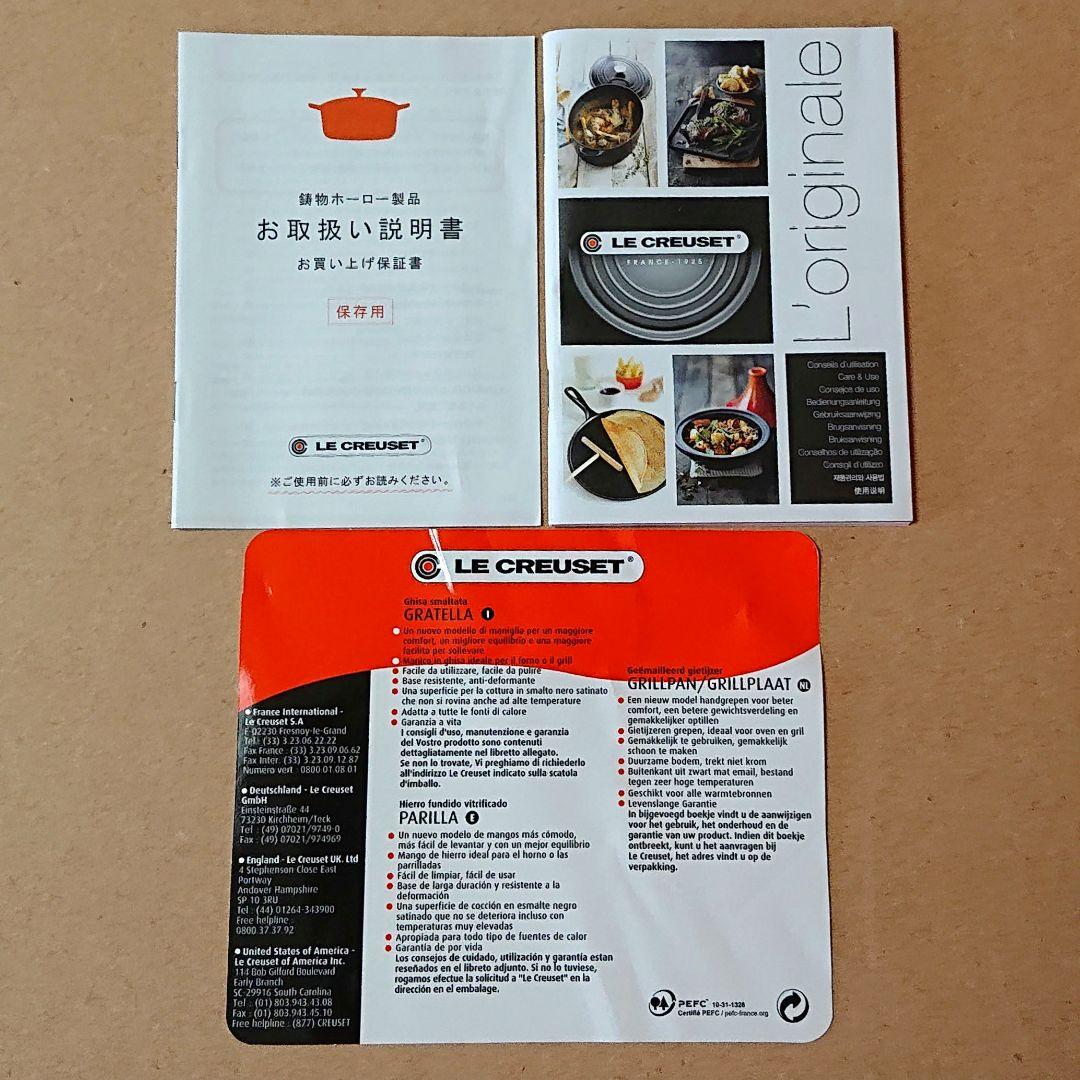 鋳物ホーロー製品
お取扱い説明書
お買い上げ保証書
保存用
LE CREUSET®
※ご使用前に必ずお読みください。
L'originale
LE CREUSET®
FRANCE-1925
Conseils d'utilisation
Care & Use
Consejos de uso
Bedienungsanleitung
Gebruiksaanwijzing
Brugsanvisning
Bruksanvisning
Conselhos de utilização
Consigli d'utilizzo
제품관리와 사용법
使用说明
LE CREUSET®
Ghisa smaltata
GRATELLA I
Un nuovo modello di maniglia per un maggiore
comfort, un migliore equilibrio e una maggiore
facilita per sollevare
Manico in ghisa ideale per il forno o il grill
Facile da utilizzare, facile da pulire
Base resistente, anti-deformante
Una superficie per la cottura in smalto nero satinato
che non si rovina anche ad alte temperature
Adatta a tutte le fonti di calore
Garanzia a vita
I consigli d'uso, manutenzione e garanzia
del Vostro prodotto sono contenuti
dettagliatamente nel libretto allegato.
Se non lo trovate, Vi preghiamo di richiederlo
all'indirizzo Le Creuset indicato sulla scatola
d'imballo.
Hierro fundido vitrificado
PARILLA E
Un nuevo modelo de mangos más cómodo,
más fácil de levantar y con un mejor equilibrio
Mango de hierro ideal para el horno o las
parrilladas
Fácil de limpiar, fácil de usar
Base de larga duración y resistente a la
deformación
Una superficie de cocción en esmalte negro
satinado que no se deteriora incluso con
temperaturas muy elevadas
Apropiada para todo tipo de fuentes de calor
Garantía de por vida
Los consejos de cuidado, utilización y garantía estan
reseñados en el libreto adjunto. Si no lo tuviese,
rogamos efectue la solicitud a "Le Creuset" en la
dirección en el embalage.
Geëmailleerd gietijzer
GRILLPAN/GRILLPLAAT NL
Een nieuw model handgrepen voor beter
comfort, een betere gewichtsverdeling en
gemakkelijker optillen
Gietijzeren grepen, ideaal voor oven en gril
Gemakkelijk te gebruiken, gemakkelijk
schoon te maken
Duurzame bodem, trekt niet krom
Buitenkant uit zwart mat email, bestand
tegen zeer hoge temperaturen
Geschikt voor alle warmtebronnen
Levenslange Garantie
In bijgevoegd boekje vindt u de aanwijzigen
voor het gebruik, het onderhoud en de
garantie van uw product. Indien dit boekje
ontbreekt, kunt u het aanvragen bij
Le Creuset, het adres vindt u op de
verpakking.
France International -
Le Creuset S.A
F-02230 Fresnoy-le-Grand
Tel : (33) 3.23.06.22.22
Fax France : (33) 3.23.09.06.62
Fax Inter. (33) 3.23.09.12.87
Numéro vert : 0800.01.08.01
Deutschland - Le Creuset
GmbH
Einsteinstraße 44
73230 Kirchheim/Teck
Tel : (49) 07021/9749-0
Fax : (49) 07021/974969
England - Le Creuset UK. Ltd
4 Stephenson Close East
Portway
Andover Hampshire
SP 10 3RU
Tel : (44) 01264-343900
Free helpline :
0800.37.37.92
United States of America -
Le Creuset of America Inc.
114 Bob Gifford Boulevard
Early Branch
SC-29916 South Carolina
Tel : (01) 803.943.43.08
Fax : (01) 803.943.45.10
Free helpline : (877) CREUSET
PEFC™ 10-31-1326
Certifié PEFC / pefc-france.org